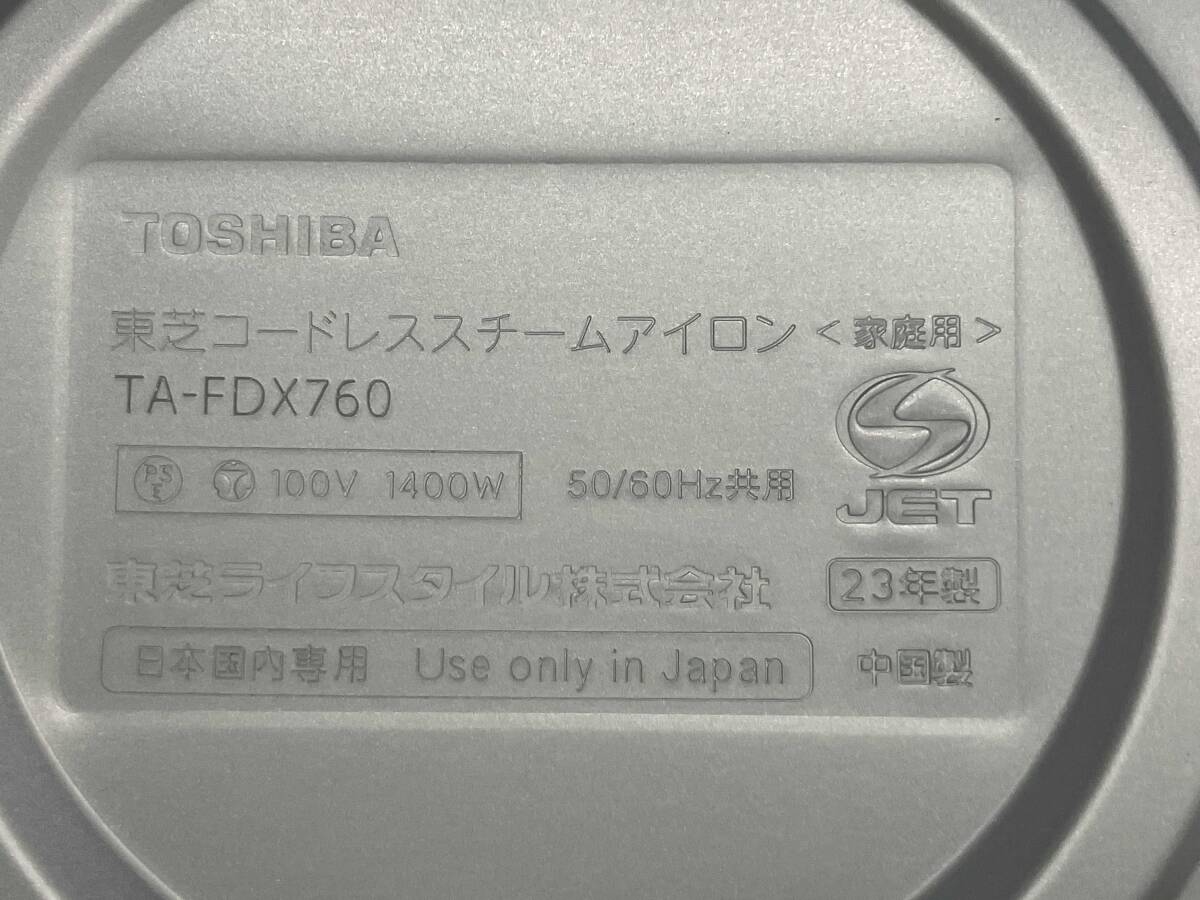 TOSHIBA
東芝コードレススチームアイロン＜家庭用＞
TA-FDX760
PSE 100V 1400W 50/60Hz共用
JET
東芝ライフスタイル株式会社 23年製
日本国内専用 Use only in Japan 中国製